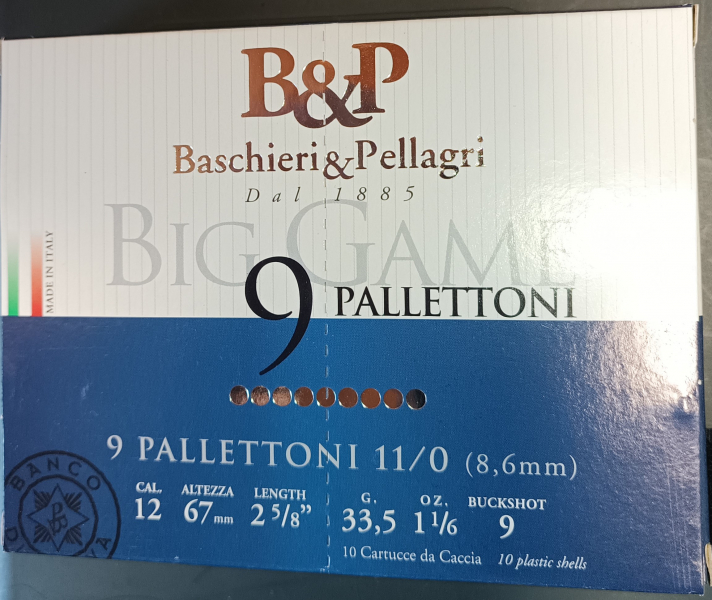 B&P
Baschieri&Pellagri
Dal 1885
BIG GAME
MADE IN ITALY
9 PALLETTONI
9 PALLETTONI 11/0 (8,6mm)
CAL. ALTEZZA LENGTH G. OZ. BUCKSHOT
12 67mm 2 5/8” 33,5 1 1/6 9
10 Cartucce da Caccia 10 plastic shells
BANCO
PB